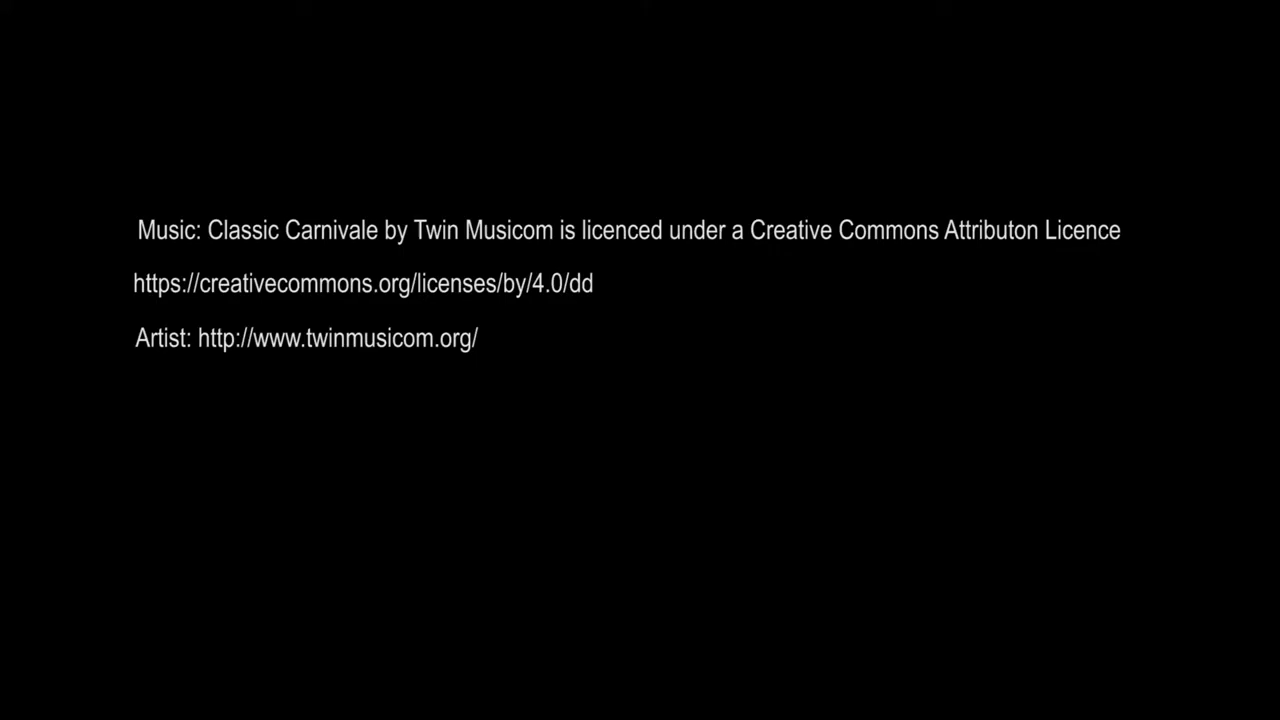 Music: Classic Carnivale by Twin Musicom is licenced under a Creative Commons Attributon Licence
https://creativecommons.org/licenses/by/4.0/dd
Artist: http://www.twinmusicom.org/